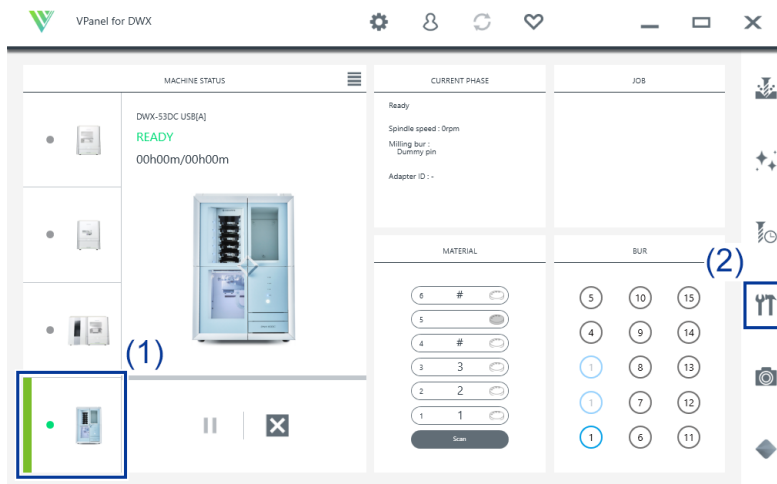 VPanel for DWX
MACHINE STATUS
DWX-53DC USB[A]
READY
00h00m/00h00m
(1)
CURRENT PHASE
Ready
Spindle speed : 0rpm
Milling bur :
Dummy pin
Adapter ID : -
JOB
MATERIAL
6 #
5
4 #
3 3
2 2
1 1
Scan
BUR
(2)
5 10 15
4 9 14
1 8 13
1 7 12
1 6 11